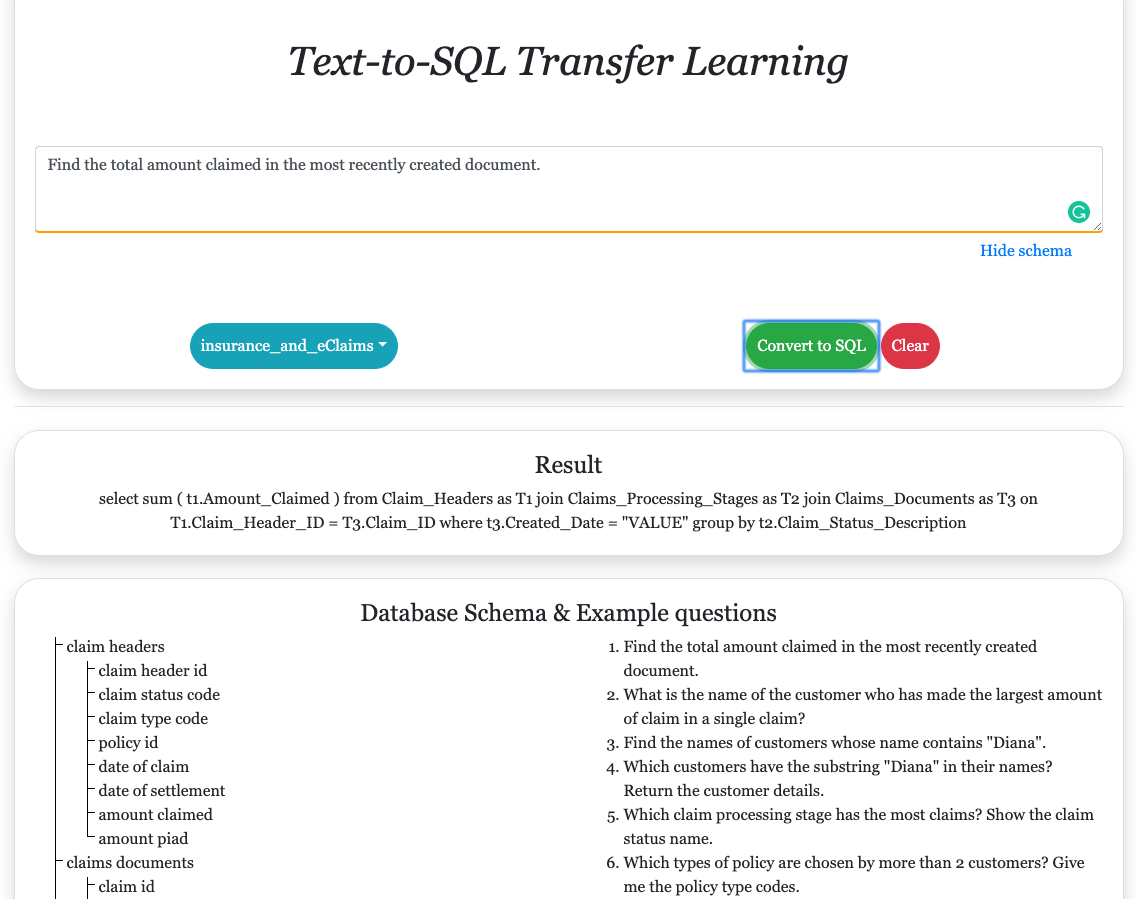 Text-to-SQL Transfer Learning
Find the total amount claimed in the most recently created document.
Hide schema
insurance_and_eClaims
Convert to SQL
Clear
Result
select sum ( t1.Amount_Claimed ) from Claim_Headers as T1 join Claims_Processing_Stages as T2 join Claims_Documents as T3 on
T1.Claim_Header_ID = T3.Claim_ID where t3.Created_Date = "VALUE" group by t2.Claim_Status_Description
Database Schema & Example questions
claim headers
claim header id
claim status code
claim type code
policy id
date of claim
date of settlement
amount claimed
amount piad
claims documents
claim id
1. Find the total amount claimed in the most recently created
document.
2. What is the name of the customer who has made the largest amount
of claim in a single claim?
3. Find the names of customers whose name contains "Diana".
4. Which customers have the substring "Diana" in their names?
Return the customer details.
5. Which claim processing stage has the most claims? Show the claim
status name.
6. Which types of policy are chosen by more than 2 customers? Give
me the policy type codes.